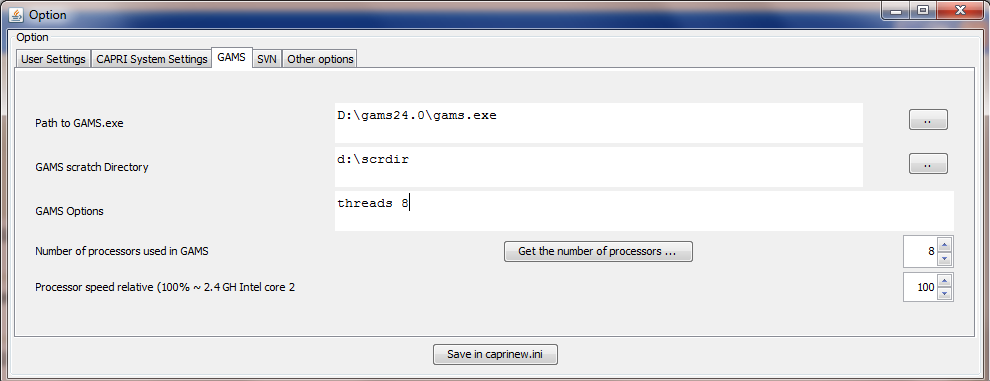 Option
Option
User Settings CAPRI System Settings GAMS SVN Other options
Path to GAMS.exe D:\gams24.0\gams.exe ..
GAMS scratch Directory d:\scrdir ..
GAMS Options threads 8
Number of processors used in GAMS Get the number of processors ... 8
Processor speed relative (100% ~ 2.4 GH Intel core 2 100
Save in caprinew.ini